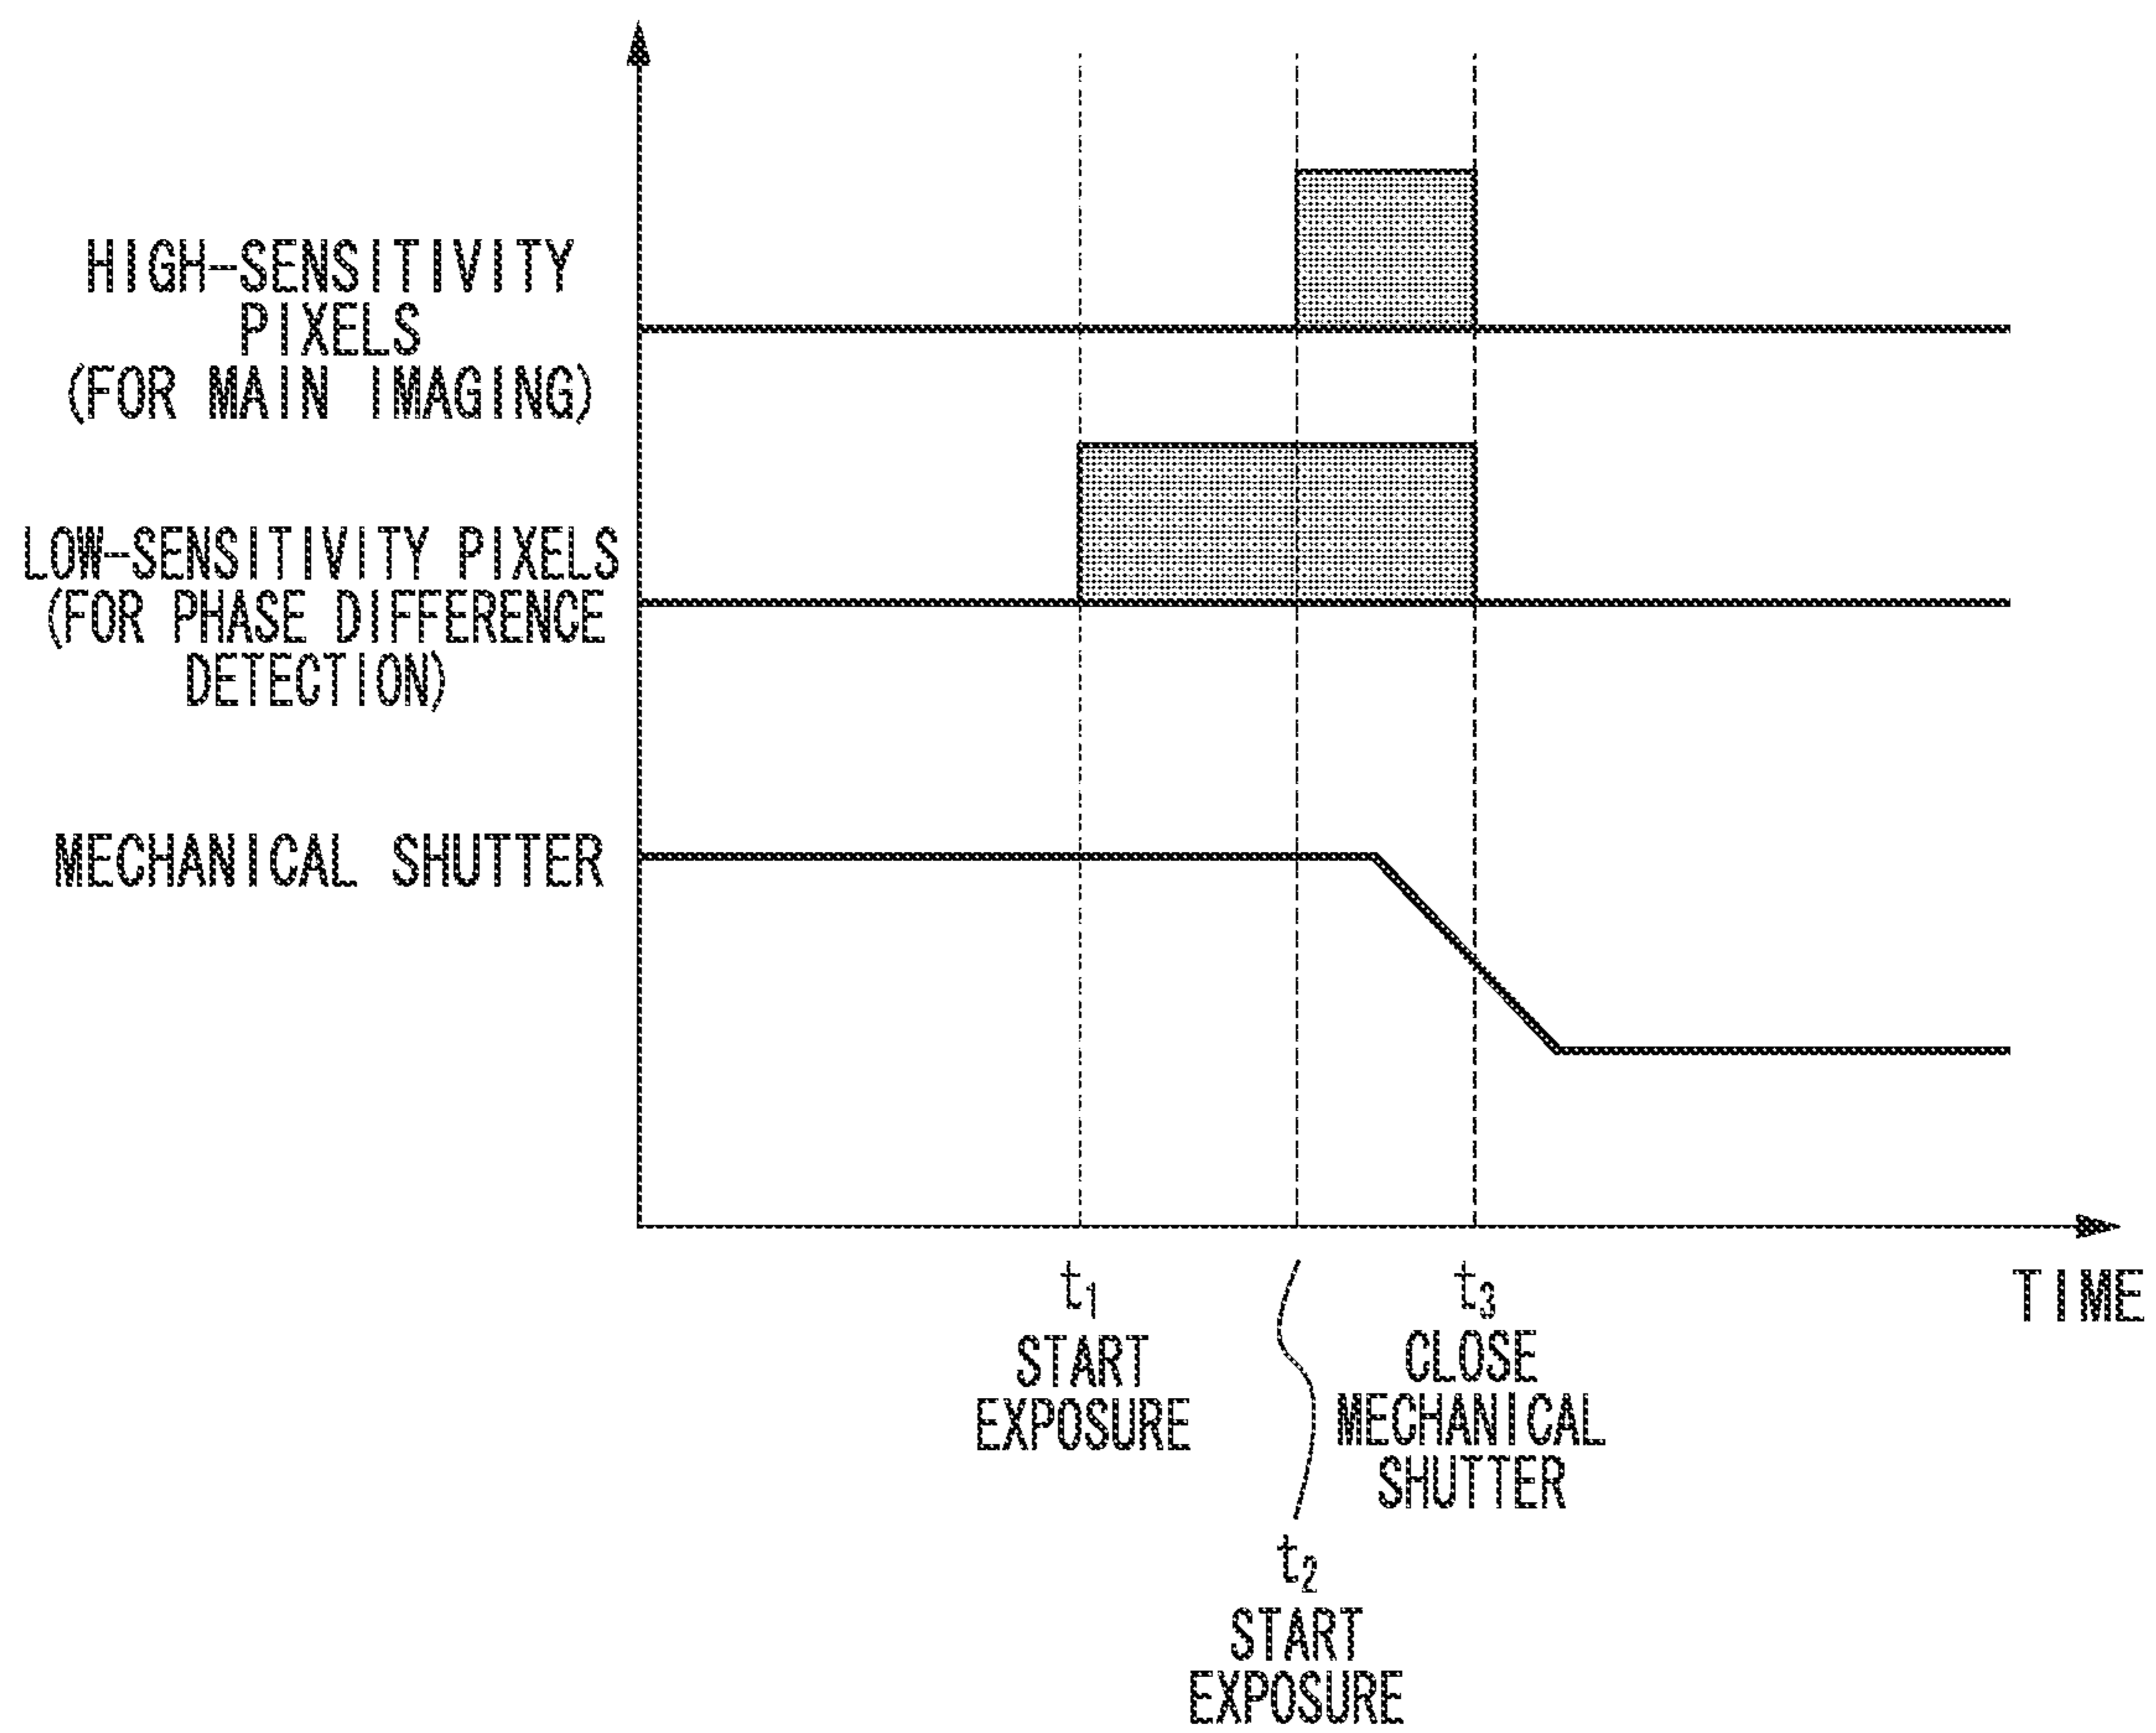 HIGH-SENSITIVITY
PIXELS
(FOR MAIN IMAGING)
LOW-SENSITIVITY PIXELS
(FOR PHASE DIFFERENCE
DETECTION)
MECHANICAL SHUTTER
TIME
t1
START
EXPOSURE
t3
CLOSE
MECHANICAL
SHUTTER
t2
START
EXPOSURE